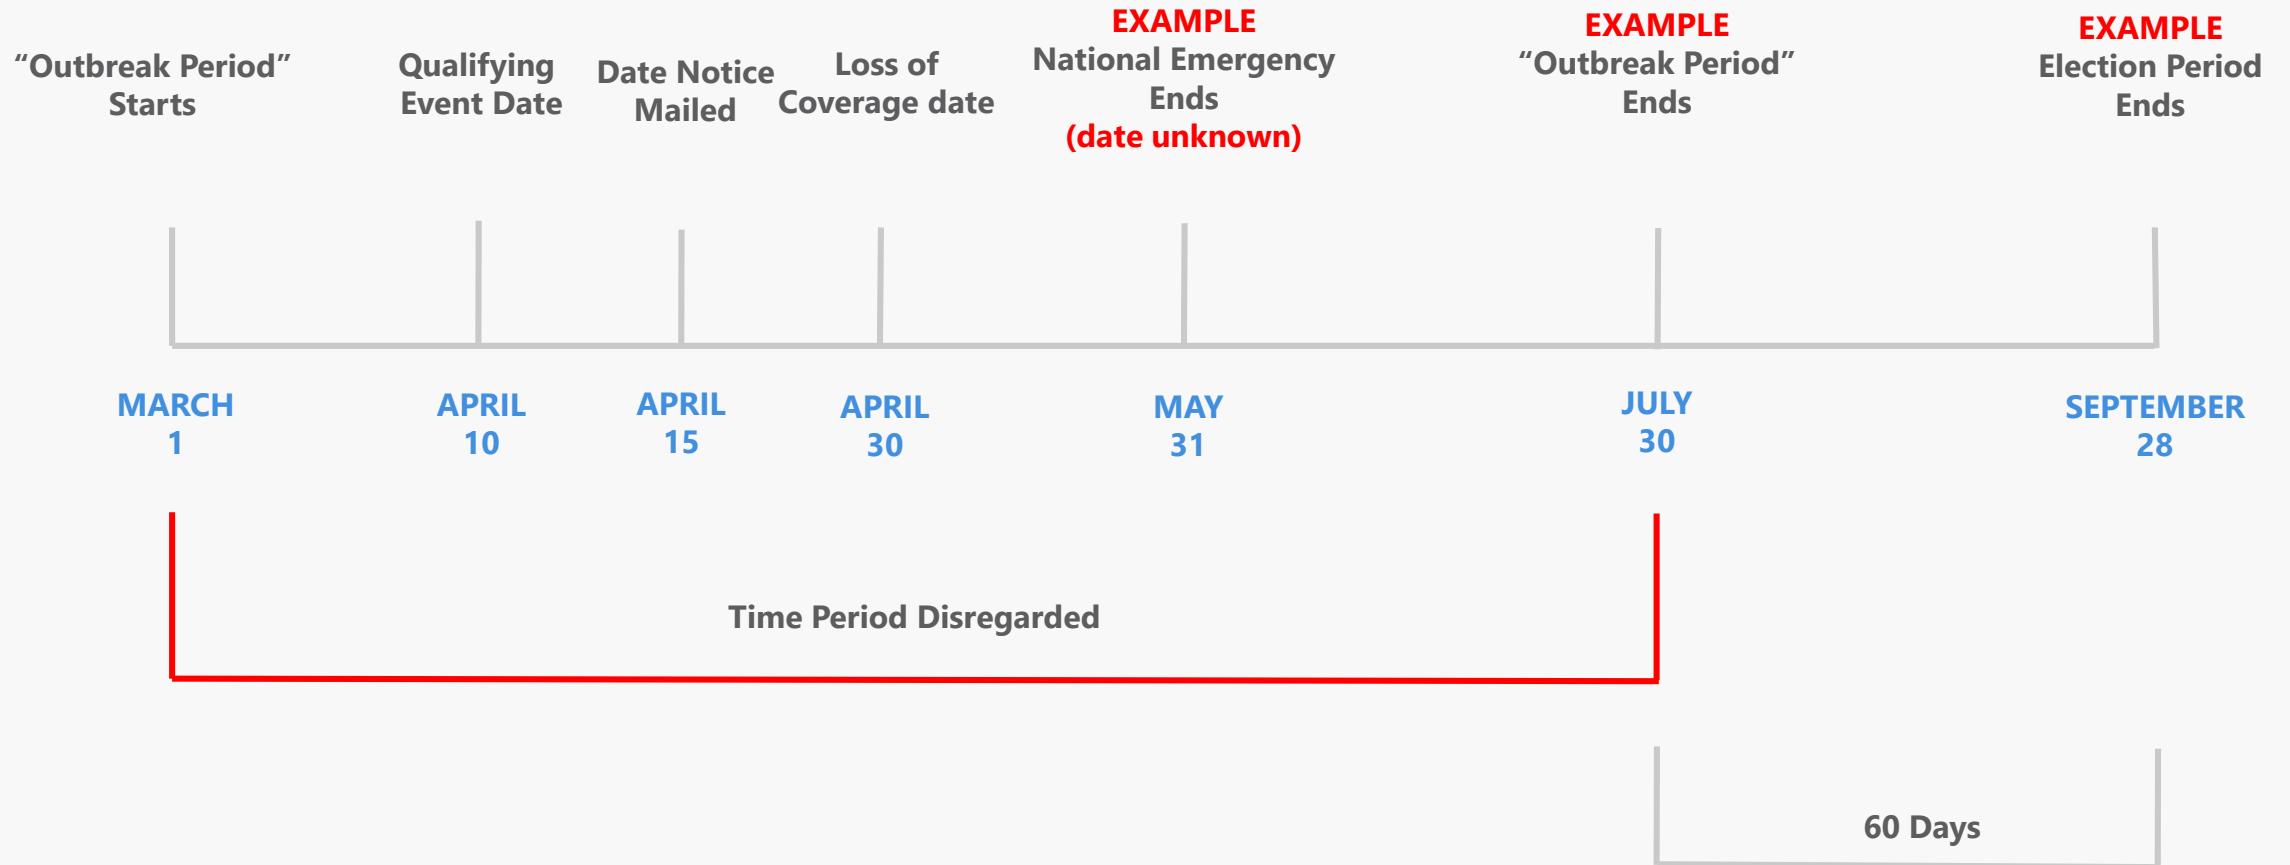 “Outbreak Period”
Starts
Qualifying
Event Date
Date Notice
Mailed
Loss of
Coverage date
EXAMPLE
National Emergency
Ends
(date unknown)
EXAMPLE
“Outbreak Period”
Ends
EXAMPLE
Election Period
Ends
MARCH
1
APRIL
10
APRIL
15
APRIL
30
MAY
31
JULY
30
SEPTEMBER
28
Time Period Disregarded
60 Days